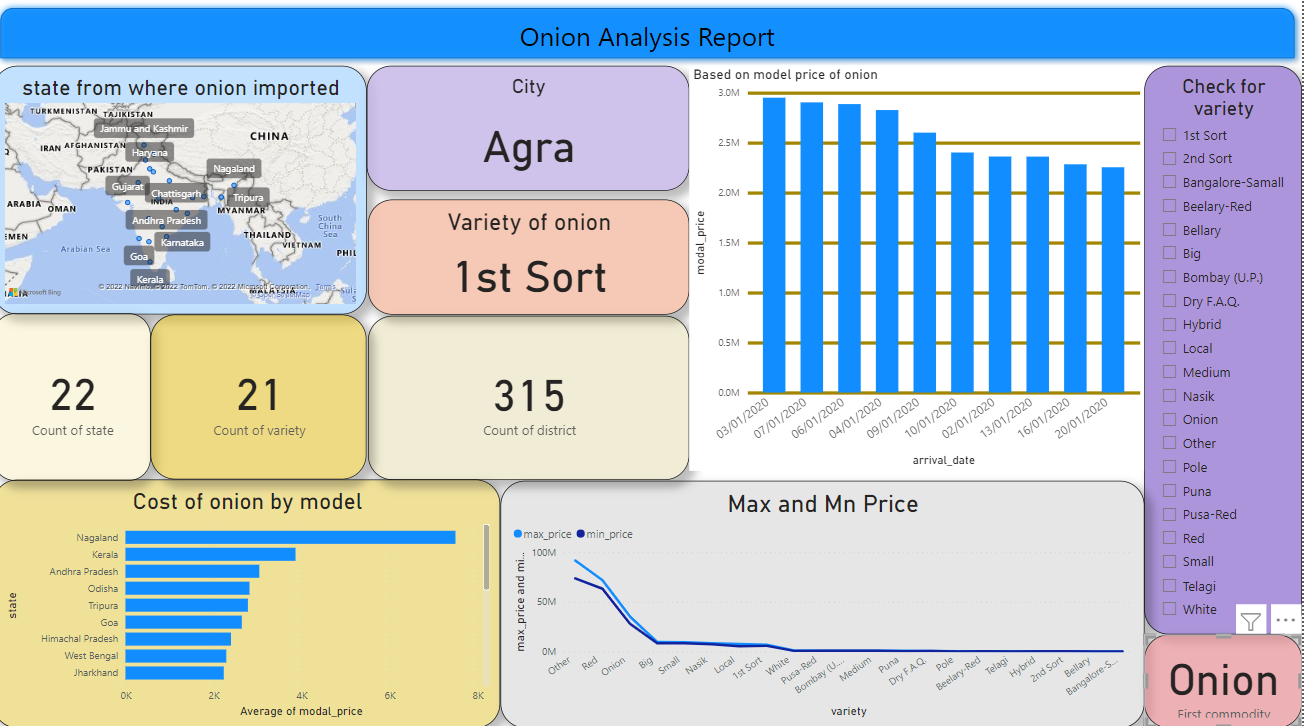 Onion Analysis Report
state from where onion imported
TURKMENISTAN
TAJIKISTAN
Jammu and Kashmir
CHINA
IRAN
AFGHANISTAN
Haryana
PAKISTAN
Nagaland
Gujarat
Chattisgarh
Tripura
ARABIA
OMAN
INDIA
MYANMAR
Andhra Pradesh
THAILAND
South
China
Sea
EMEN
Arabian Sea
Karnataka
VIETNAM
PHIL
Goa
Kerala
Microsoft Bing
© 2022 TomTom, © 2022 Microsoft Corporation, Terms
© OpenStreetMap
MALAYSIA
City
Agra
Variety of onion
1st Sort
22
Count of state
21
Count of variety
315
Count of district
Based on model price of onion
modal_price
3.0M
2.5M
2.0M
1.5M
1.0M
0.5M
0.0M
03/01/2020
07/01/2020
06/01/2020
04/01/2020
09/01/2020
10/01/2020
02/01/2020
13/01/2020
16/01/2020
20/01/2020
arrival_date
Check for
variety
1st Sort
2nd Sort
Bangalore-Samall
Beelary-Red
Bellary
Big
Bombay (U.P.)
Dry F.A.Q.
Hybrid
Local
Medium
Nasik
Onion
Other
Pole
Puna
Pusa-Red
Red
Small
Telagi
White
Cost of onion by model
state
Nagaland
Kerala
Andhra Pradesh
Odisha
Tripura
Goa
Himachal Pradesh
West Bengal
Jharkhand
0K
2K
4K
6K
8K
Average of modal_price
Max and Mn Price
max_price
min_price
max_price and mi...
100M
50M
0M
Other
Red
Onion
Big
Small
Nasik
Local
1st Sort
White
Pusa-Red
Bombay (U....
Medium
Puna
Dry F.A.Q.
Pole
Beelary-Red
Telagi
Hybrid
2nd Sort
Bellary
Bangalore-S...
variety
Onion
First commodity